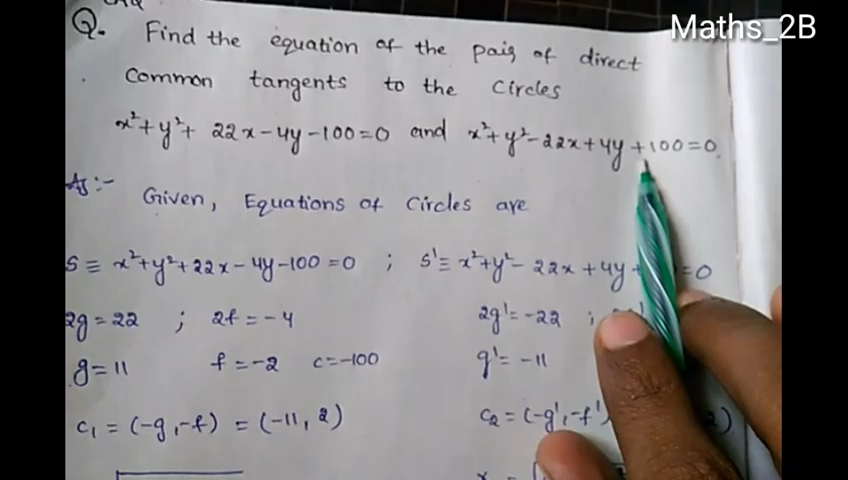 Maths_2B
Q. Find the equation of the pair of direct
common tangents to the circles
x²+y²+ 22x-4y-100=0 and x²+y²-22x+4y+100=0.
As:- Given, Equations of Circles are
S≡ x²+y²+22x-4y-100=0 ; S'≡ x²+y²- 22x+4y+ =0
2g=22 ; 2f=-4 2g'=-22 ;
g=11 f=-2 c=-100 g'=-11
C₁ = (-g,-f) = (-11, 2) C₂ = (-g',-f') 2)